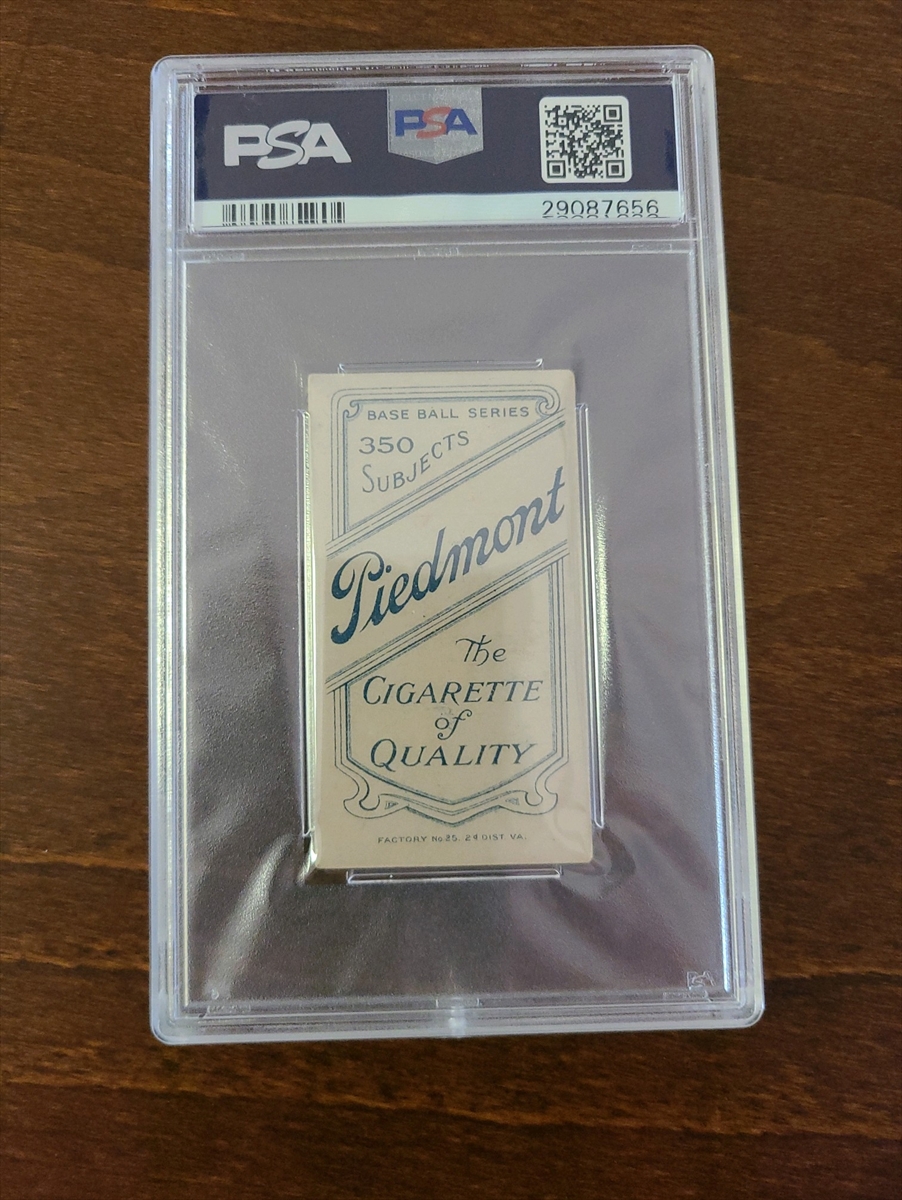 PSA
PSA
29087656
BASE BALL SERIES
350
SUBJECTS
Piedmont
The
CIGARETTE
of
QUALITY
FACTORY No 25. 2d DIST. VA.